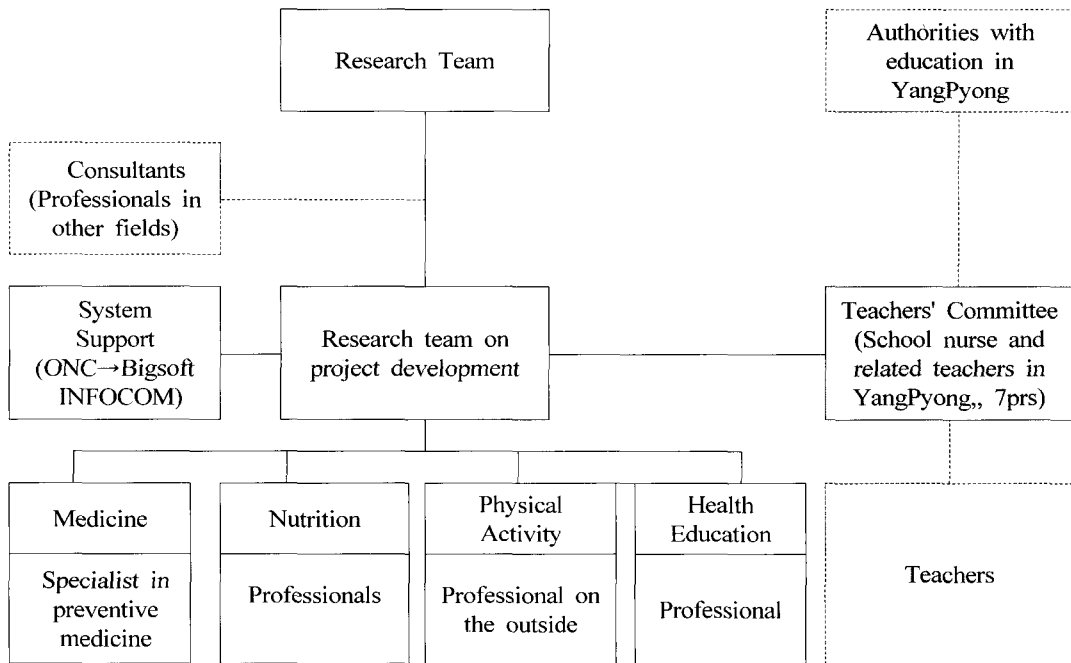 Research Team
Authorities with
education in
YangPyong
Consultants
(Professionals in
other fields)
System
Support
(ONC→Bigsoft
INFOCOM)
Research team on
project development
Teachers' Committee
(School nurse and
related teachers in
YangPyong,, 7prs)
Medicine
Nutrition
Physical
Activity
Health
Education
Specialist in
preventive
medicine
Professionals
Professional on
the outside
Professional
Teachers